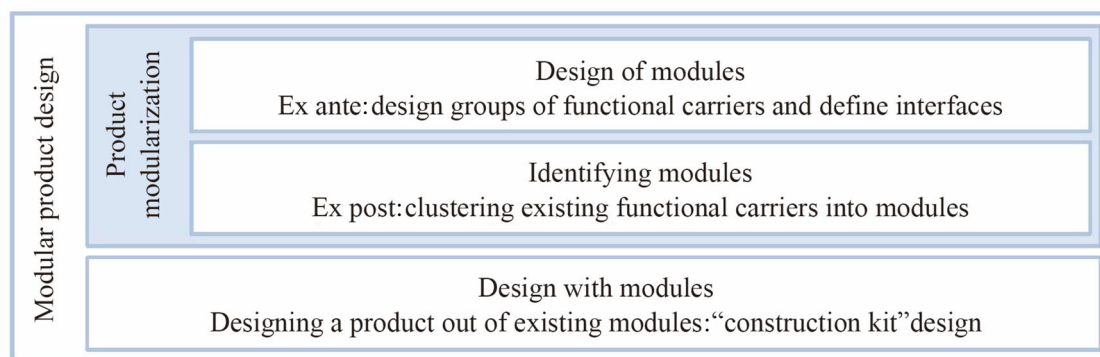 Modular product design
Product
modularization
Design of modules
Ex ante:design groups of functional carriers and define interfaces
Identifying modules
Ex post:clustering existing functional carriers into modules
Design with modules
Designing a product out of existing modules:“construction kit”design